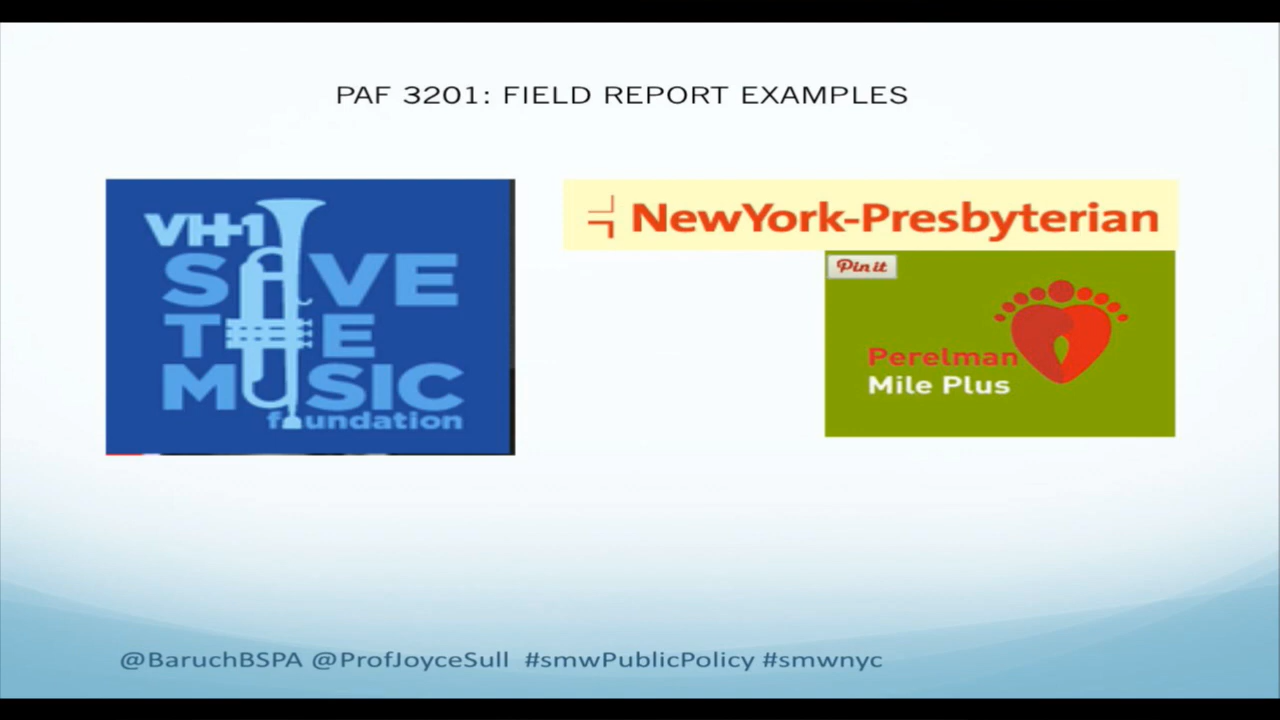 PAF 3201: FIELD REPORT EXAMPLES
VH1
SAVE
THE
MUSIC
foundation
NewYork-Presbyterian
Pin it
Perelman
Mile Plus
@BaruchBSPA @ProfJoyceSull #smwPublicPolicy #smwnyc